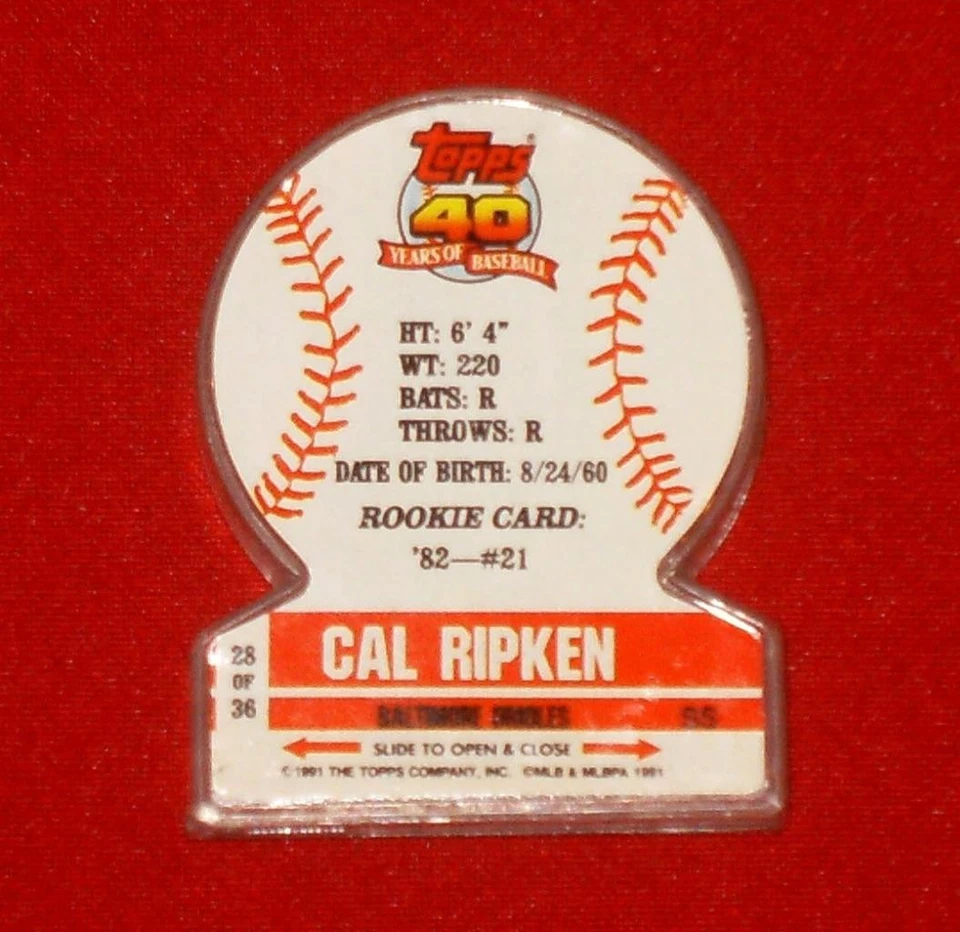 Topps
40
YEARS OF BASEBALL
HT: 6' 4"
WT: 220
BATS: R
THROWS: R
DATE OF BIRTH: 8/24/60
ROOKIE CARD:
'82—#21
CAL RIPKEN
28
OF
36
BALTIMORE ORIOLES SS
SLIDE TO OPEN & CLOSE
©1991 THE TOPPS COMPANY, INC. ©MLB & MLBPA 1991